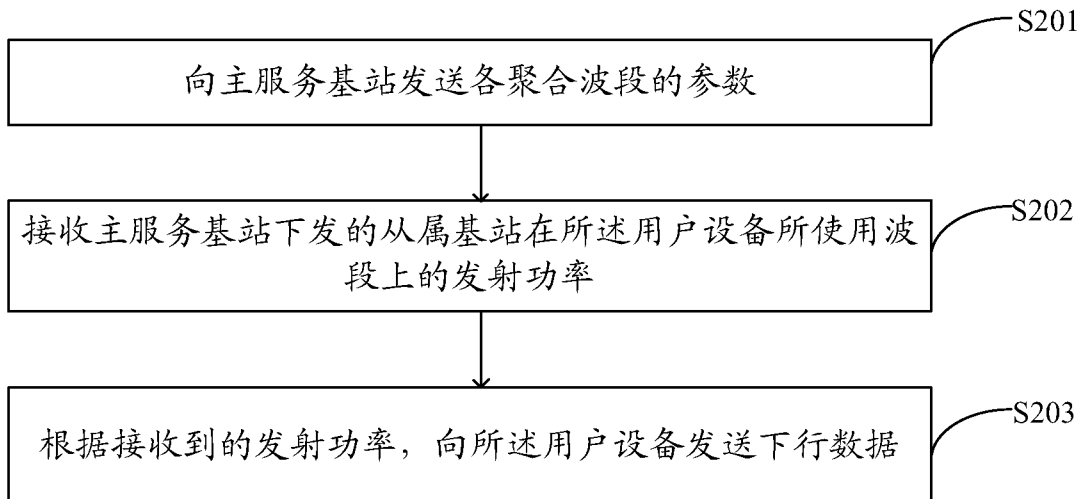 S201
向主服务基站发送各聚合波段的参数
S202
接收主服务基站下发的从属基站在所述用户设备所使用波
段上的发射功率
S203
根据接收到的发射功率，向所述用户设备发送下行数据